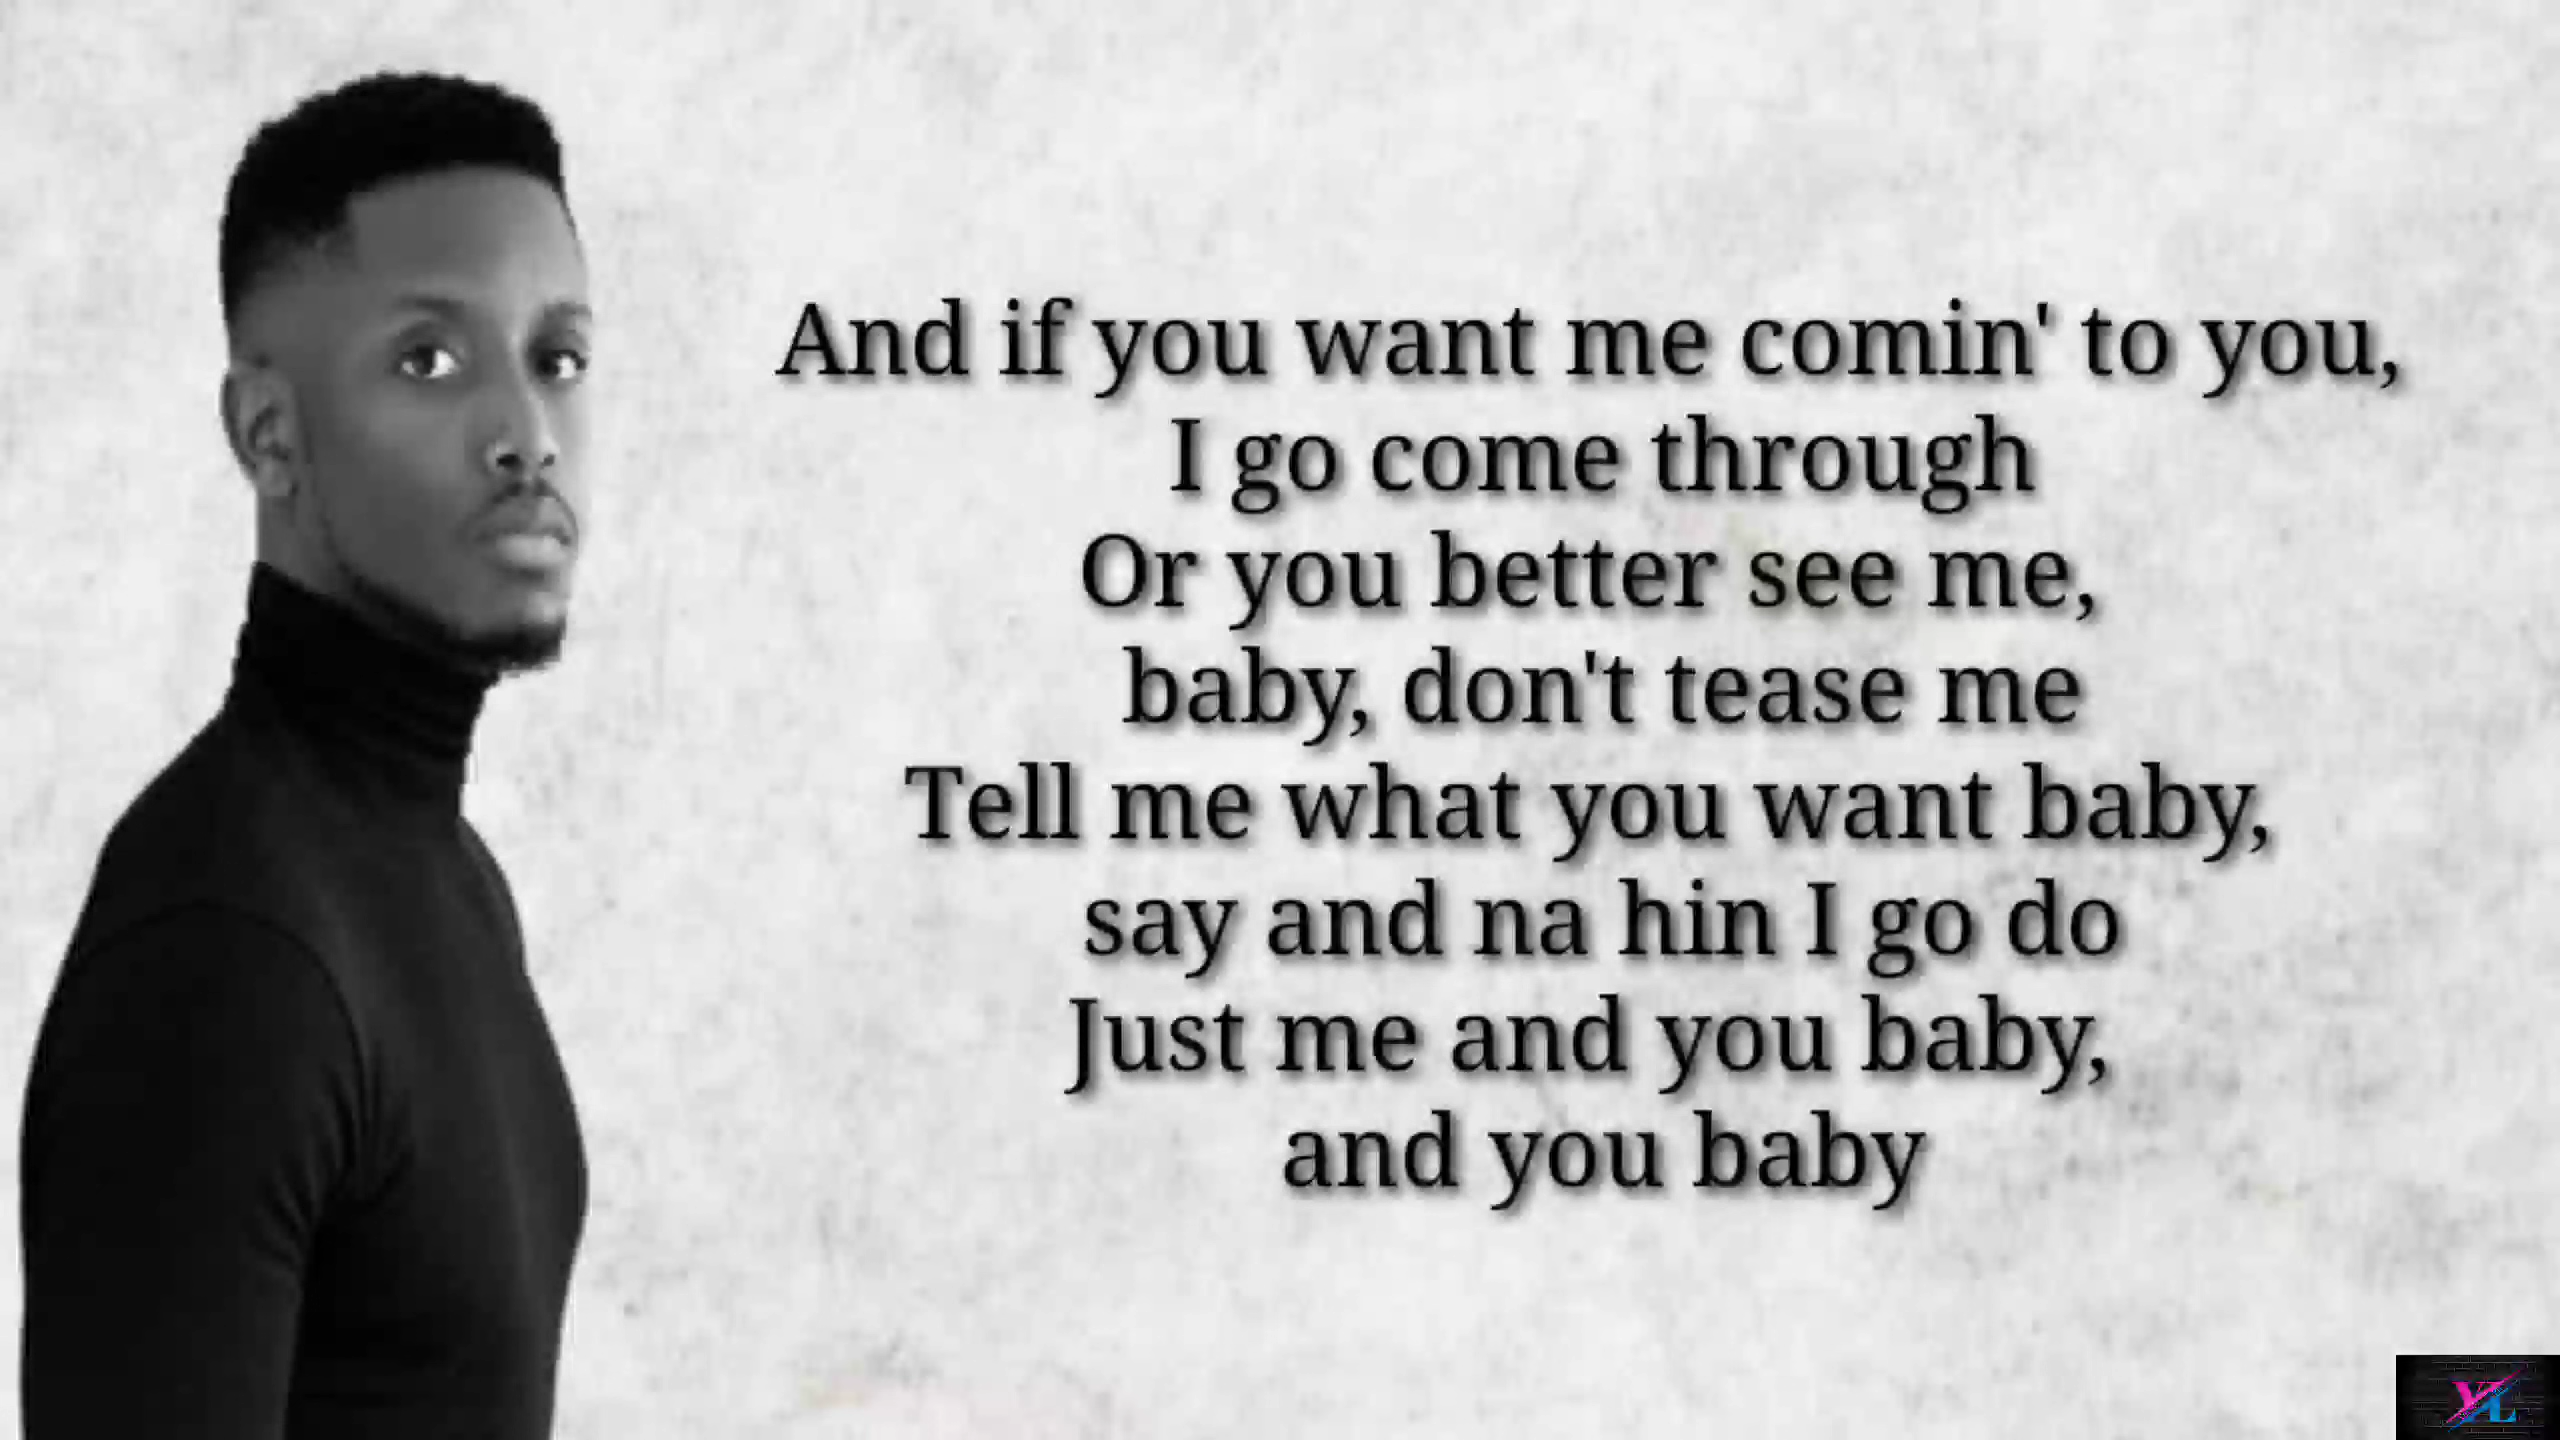 And if you want me comin' to you,
I go come through
Or you better see me,
baby, don't tease me
Tell me what you want baby,
say and na hin I go do
Just me and you baby,
and you baby
YL